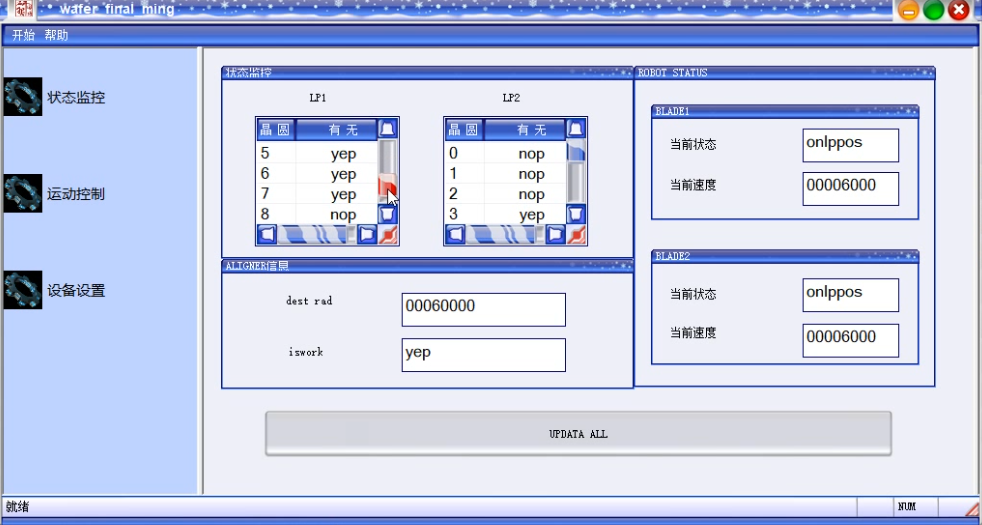 wafer final ming
开始 帮助
状态监控
运动控制
设备设置
状态监控
LP1
晶 圆 有 无
5 yep
6 yep
7 yep
8 nop
LP2
晶 圆 有 无
0 nop
1 nop
2 nop
3 yep
ALIGNER信息
dest rad 00060000
iswork yep
ROBOT STATUS
BLADE1
当前状态 onlppos
当前速度 00006000
BLADE2
当前状态 onlppos
当前速度 00006000
UPDATA ALL
就绪
NUM